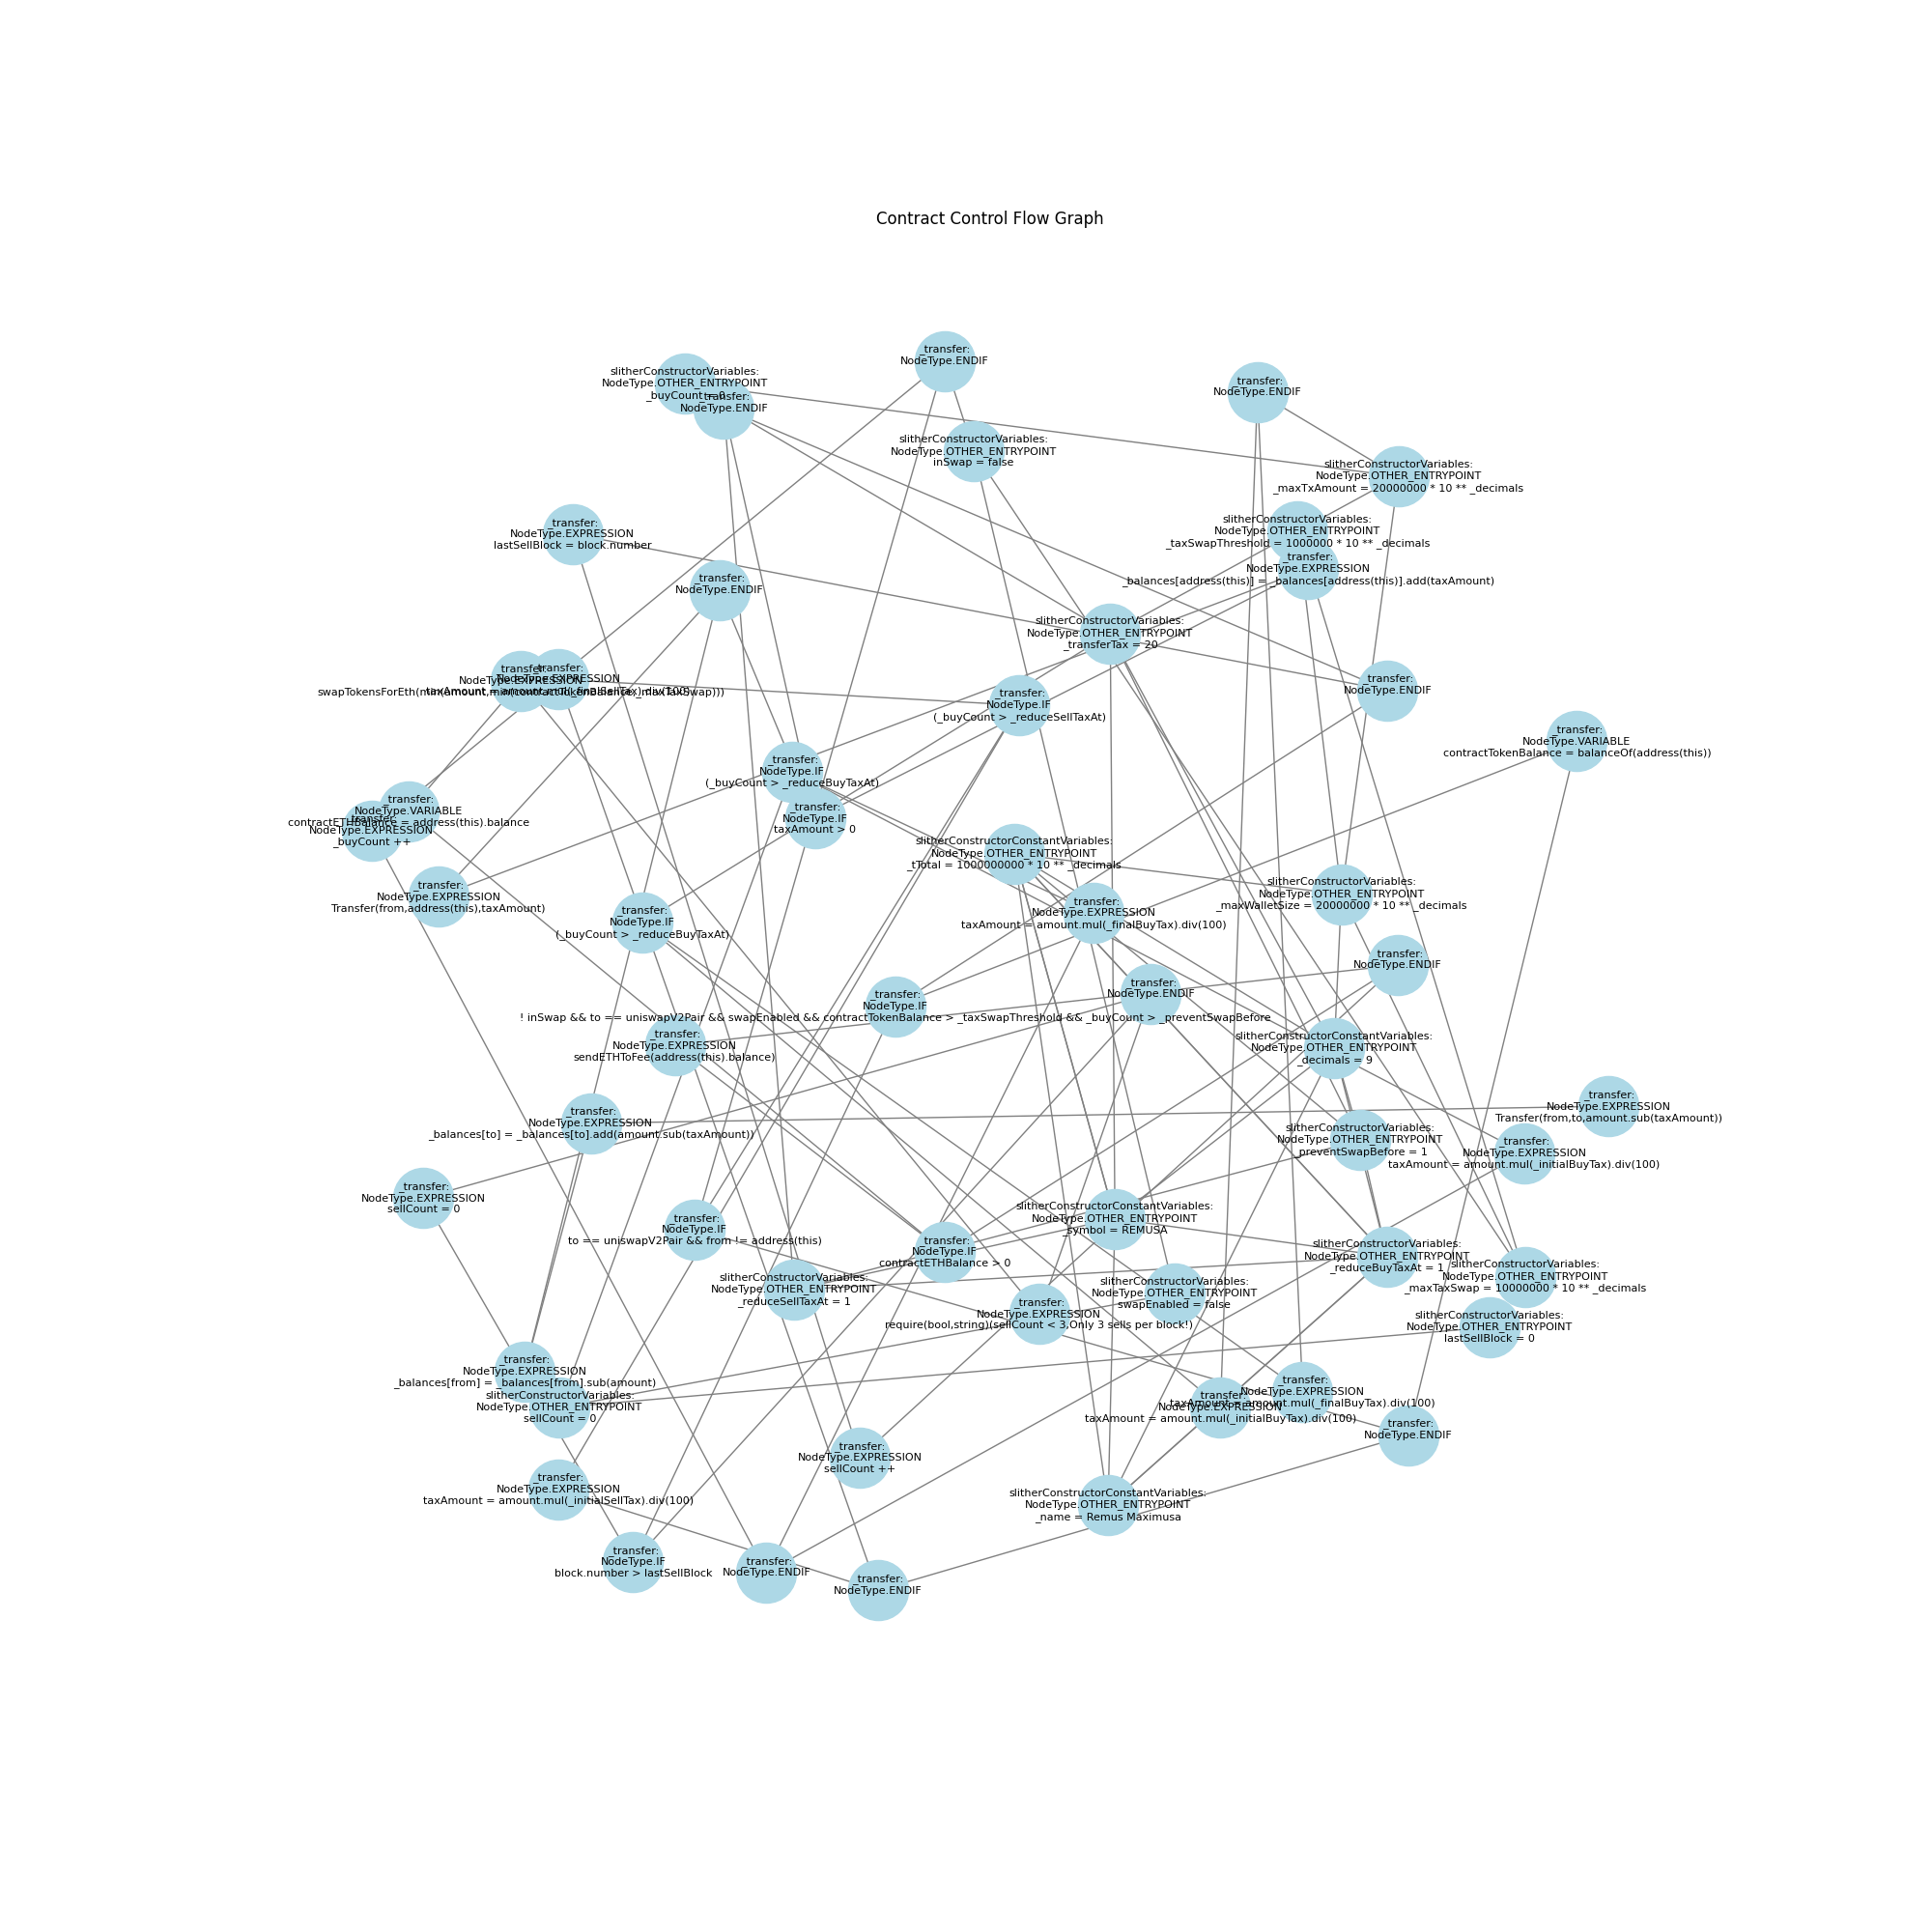 Contract Control Flow Graph
_transfer:
NodeType.ENDIF
slitherConstructorVariables:
NodeType.OTHER_ENTRYPOINT
_buyCount = 0
_transfer:
NodeType.ENDIF
_transfer:
NodeType.ENDIF
slitherConstructorVariables:
NodeType.OTHER_ENTRYPOINT
inSwap = false
slitherConstructorVariables:
NodeType.OTHER_ENTRYPOINT
_maxTxAmount = 20000000 * 10 ** _decimals
_transfer:
NodeType.EXPRESSION
lastSellBlock = block.number
slitherConstructorVariables:
NodeType.OTHER_ENTRYPOINT
_taxSwapThreshold = 1000000 * 10 ** _decimals
_transfer:
NodeType.EXPRESSION
_balances[address(this)] = _balances[address(this)].add(taxAmount)
_transfer:
NodeType.ENDIF
slitherConstructorVariables:
NodeType.OTHER_ENTRYPOINT
_transferTax = 20
_transfer:
NodeType.EXPRESSION
taxAmount = amount.mul(_finalSellTax).div(100)
_transfer:
NodeType.EXPRESSION
swapTokensForEth(min(amount,min(contractTokenBalance,_maxTaxSwap)))
_transfer:
NodeType.ENDIF
_transfer:
NodeType.IF
(_buyCount > _reduceSellTaxAt)
_transfer:
NodeType.VARIABLE
contractTokenBalance = balanceOf(address(this))
_transfer:
NodeType.IF
(_buyCount > _reduceBuyTaxAt)
_transfer:
NodeType.VARIABLE
contractETHBalance = address(this).balance
_transfer:
NodeType.IF
taxAmount > 0
_transfer:
NodeType.EXPRESSION
_buyCount ++
slitherConstructorConstantVariables:
NodeType.OTHER_ENTRYPOINT
_tTotal = 1000000000 * 10 ** _decimals
_transfer:
NodeType.EXPRESSION
Transfer(from,address(this),taxAmount)
slitherConstructorVariables:
NodeType.OTHER_ENTRYPOINT
_maxWalletSize = 20000000 * 10 ** _decimals
_transfer:
NodeType.EXPRESSION
taxAmount = amount.mul(_finalBuyTax).div(100)
_transfer:
NodeType.IF
(_buyCount > _reduceBuyTaxAt)
_transfer:
NodeType.ENDIF
_transfer:
NodeType.ENDIF
_transfer:
NodeType.IF
! inSwap && to == uniswapV2Pair && swapEnabled && contractTokenBalance > _taxSwapThreshold && _buyCount > _preventSwapBefore
_transfer:
NodeType.EXPRESSION
sendETHToFee(address(this).balance)
slitherConstructorConstantVariables:
NodeType.OTHER_ENTRYPOINT
_decimals = 9
_transfer:
NodeType.EXPRESSION
Transfer(from,to,amount.sub(taxAmount))
_transfer:
NodeType.EXPRESSION
_balances[to] = _balances[to].add(amount.sub(taxAmount))
slitherConstructorVariables:
NodeType.OTHER_ENTRYPOINT
_preventSwapBefore = 1
_transfer:
NodeType.EXPRESSION
taxAmount = amount.mul(_initialBuyTax).div(100)
_transfer:
NodeType.EXPRESSION
sellCount = 0
slitherConstructorConstantVariables:
NodeType.OTHER_ENTRYPOINT
_symbol = REMUSA
_transfer:
NodeType.IF
to == uniswapV2Pair && from != address(this)
_transfer:
NodeType.IF
contractETHBalance > 0
slitherConstructorVariables:
NodeType.OTHER_ENTRYPOINT
_reduceBuyTaxAt = 1
slitherConstructorVariables:
NodeType.OTHER_ENTRYPOINT
_maxTaxSwap = 10000000 * 10 ** _decimals
slitherConstructorVariables:
NodeType.OTHER_ENTRYPOINT
_reduceSellTaxAt = 1
slitherConstructorVariables:
NodeType.OTHER_ENTRYPOINT
swapEnabled = false
_transfer:
NodeType.EXPRESSION
require(bool,string)(sellCount < 3,Only 3 sells per block!)
slitherConstructorVariables:
NodeType.OTHER_ENTRYPOINT
lastSellBlock = 0
_transfer:
NodeType.EXPRESSION
_balances[from] = _balances[from].sub(amount)
slitherConstructorVariables:
NodeType.OTHER_ENTRYPOINT
sellCount = 0
_transfer:
NodeType.EXPRESSION
taxAmount = amount.mul(_finalBuyTax).div(100)
_transfer:
NodeType.EXPRESSION
taxAmount = amount.mul(_initialBuyTax).div(100)
_transfer:
NodeType.ENDIF
_transfer:
NodeType.EXPRESSION
sellCount ++
_transfer:
NodeType.EXPRESSION
taxAmount = amount.mul(_initialSellTax).div(100)
slitherConstructorConstantVariables:
NodeType.OTHER_ENTRYPOINT
_name = Remus Maximusa
_transfer:
NodeType.IF
block.number > lastSellBlock
_transfer:
NodeType.ENDIF
_transfer:
NodeType.ENDIF